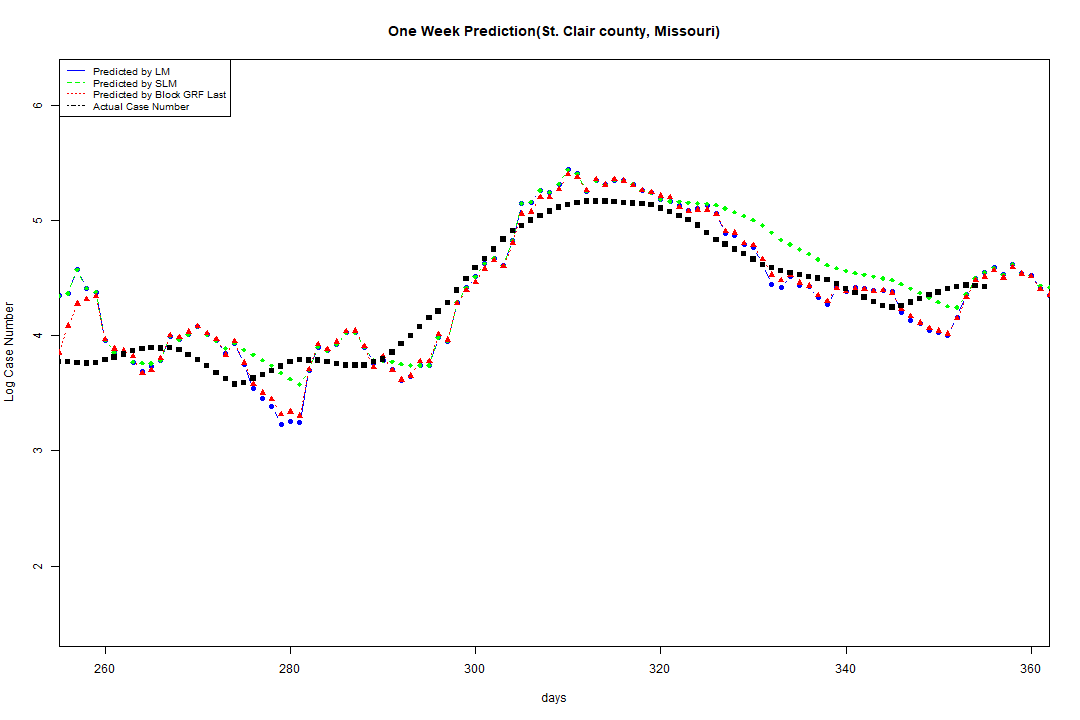 One Week Prediction(St. Clair county, Missouri)
Predicted by LM
Predicted by SLM
Predicted by Block GRF Last
Actual Case Number
6
5
4
3
2
Log Case Number
260 280 300 320 340 360
days